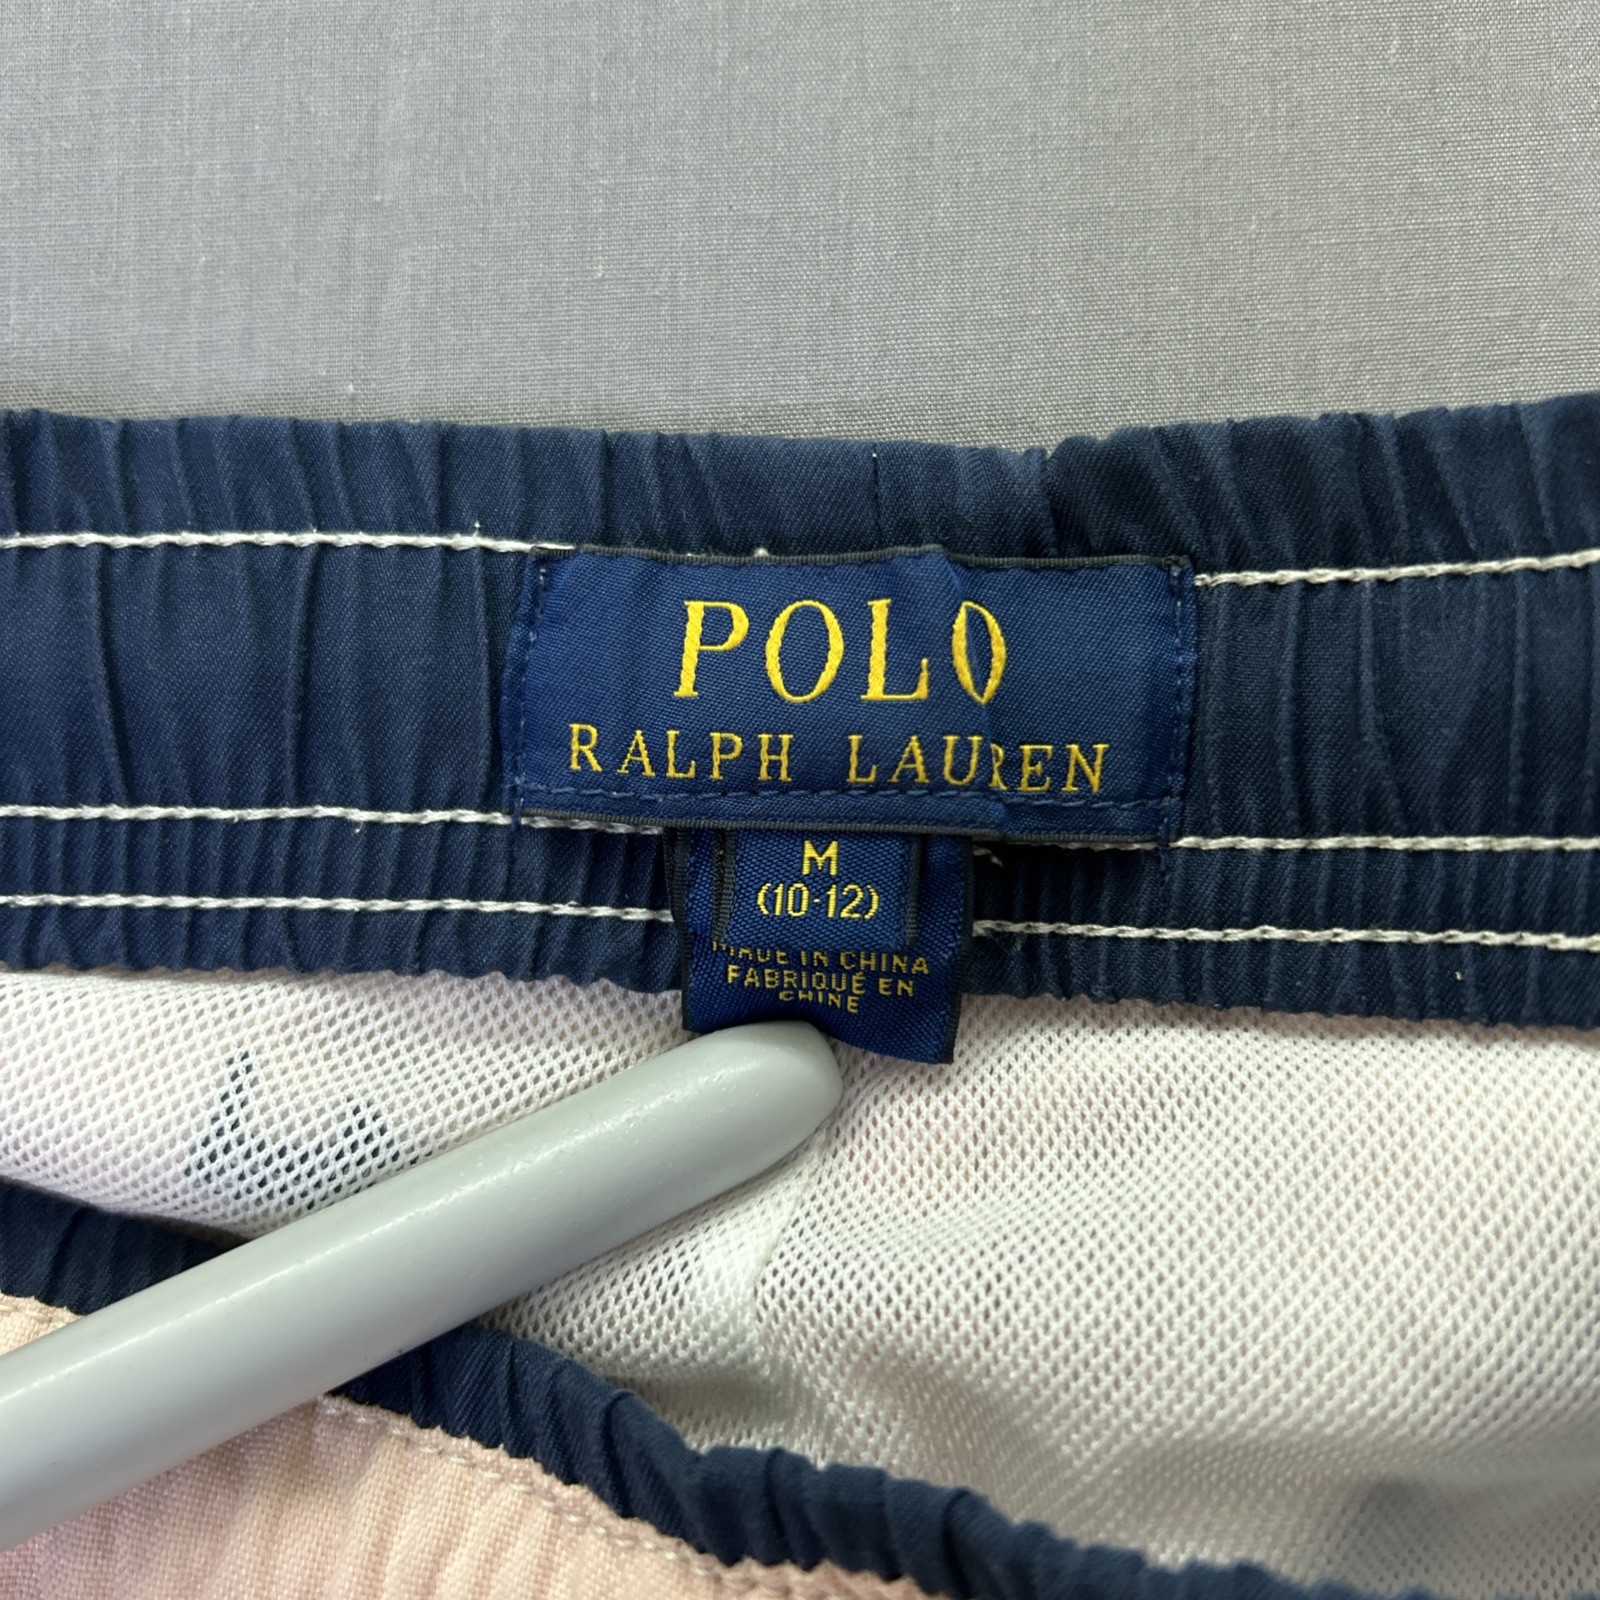 POLO
RALPH LAUREN
M
(10-12)
MADE IN CHINA
FABRIQUÉ EN
CHINE